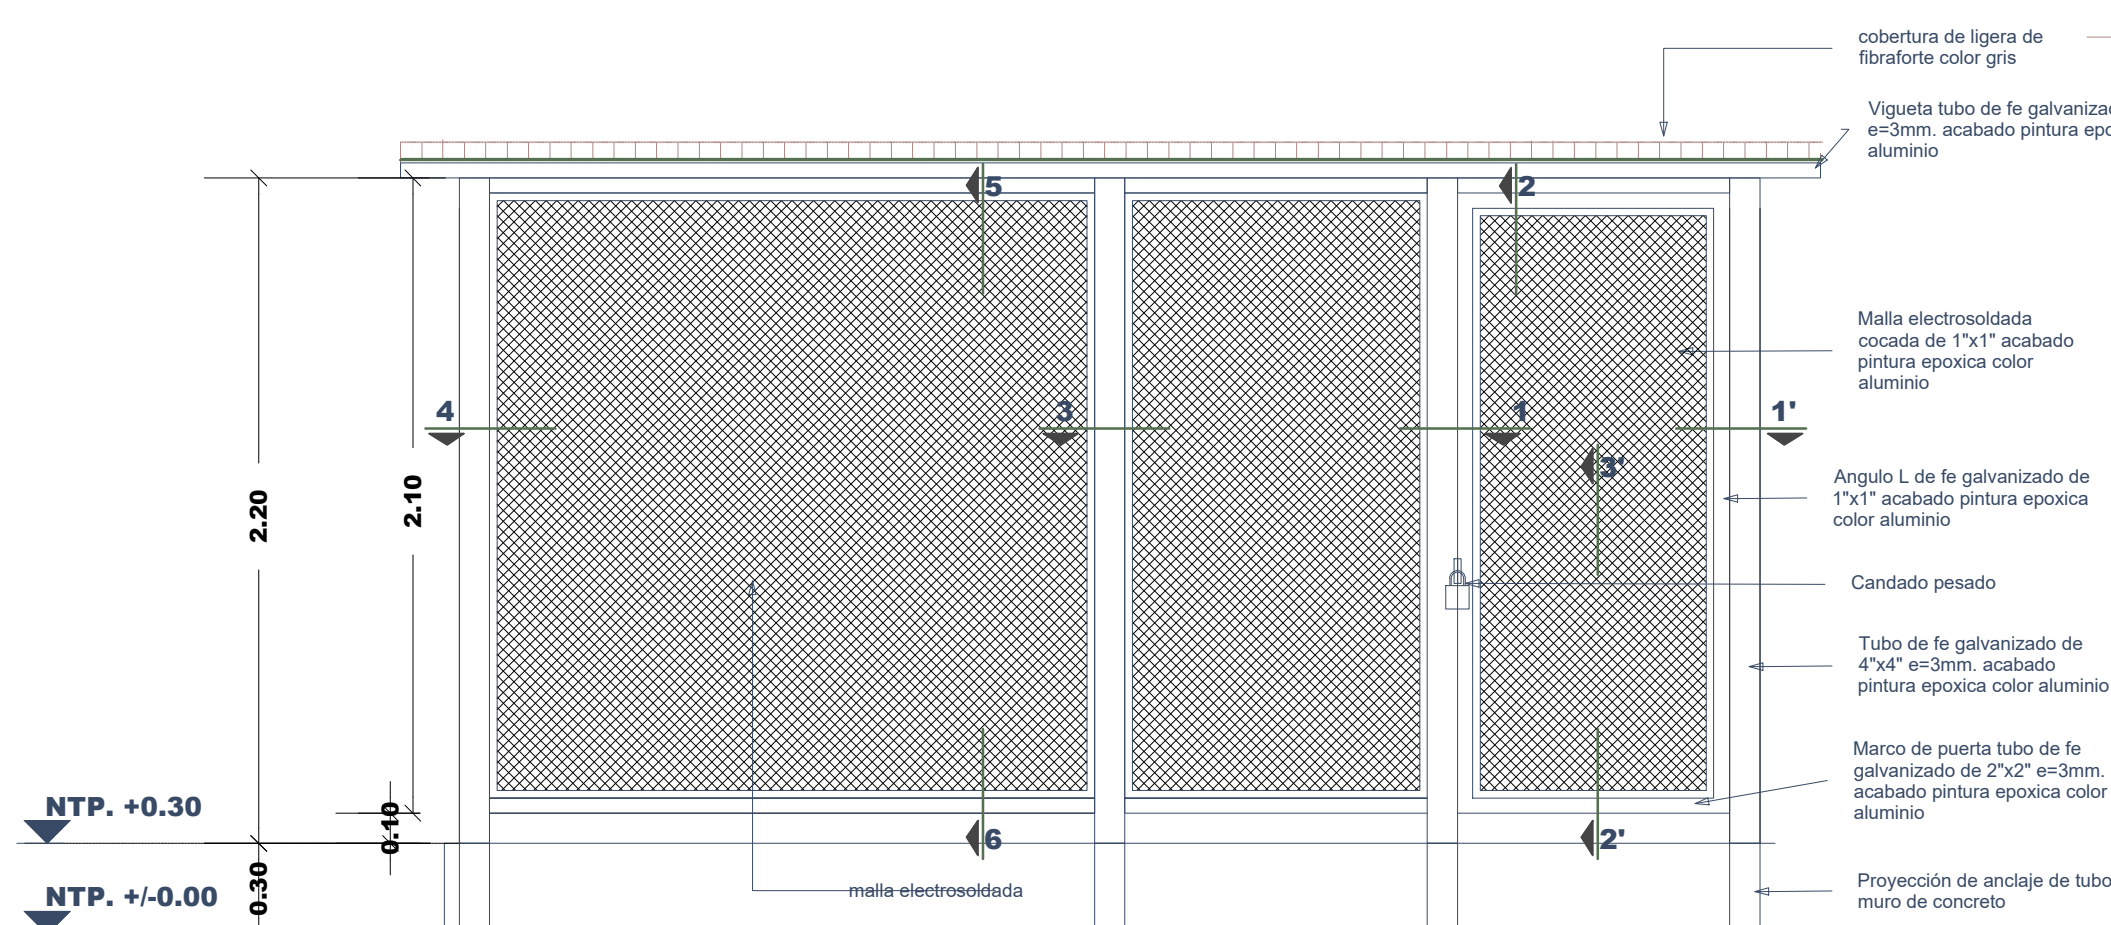 cobertura de ligera de
fibraforte color gris
Vigueta tubo de fe
e=3mm. acabado pintura
aluminio
5
2
Malla electrosoldada
cocada de 1"x1" acabado
pintura epoxica color
aluminio
4
3
1
1'
3'
Angulo L de fe galvanizado de
1"x1" acabado pintura epoxica
color aluminio
2.20
2.10
Candado pesado
Tubo de fe galvanizado de
4"x4" e=3mm. acabado
pintura epoxica color aluminio
Marco de puerta tubo de fe
galvanizado de 2"x2" e=3mm.
acabado pintura epoxica color
aluminio
NTP. +0.30
0.10
6
2'
0.30
NTP. +/-0.00
malla electrosoldada
Proyección de anclaje de tubo
muro de concreto